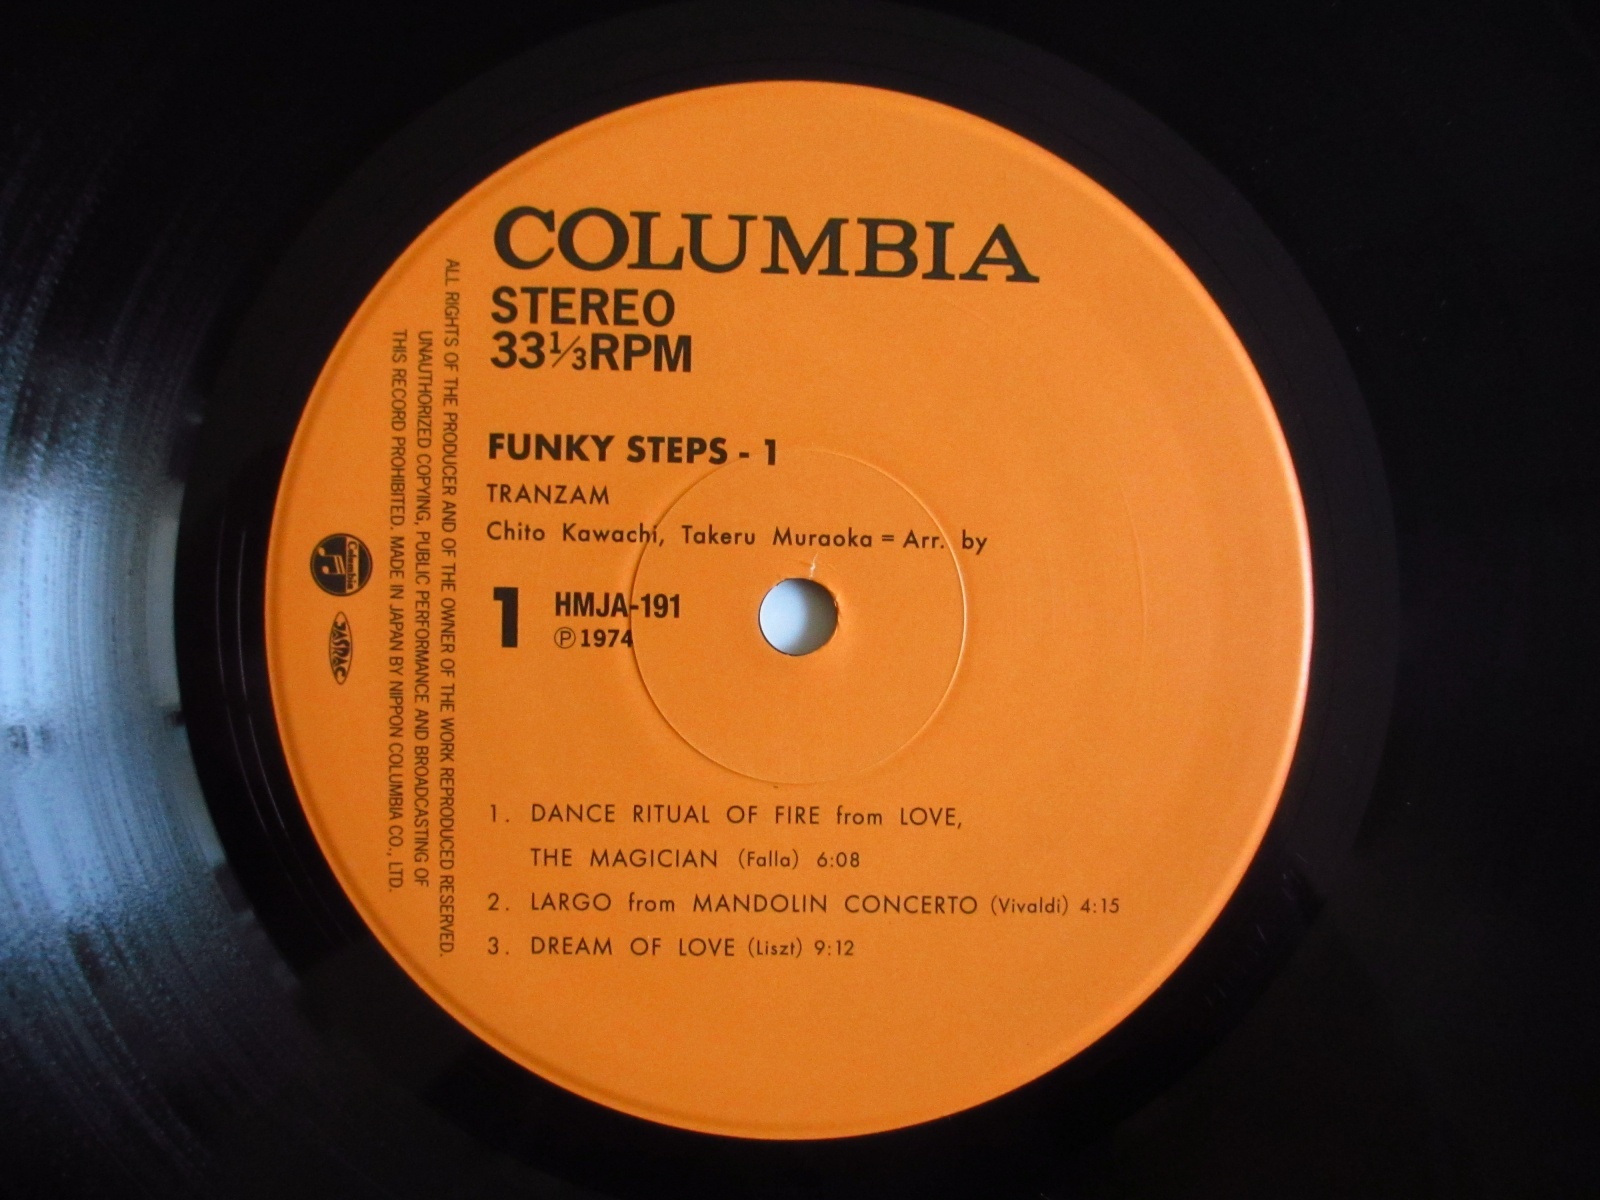 COLUMBIA
STEREO
33⅓RPM
FUNKY STEPS - 1
TRANZAM
Chito Kawachi, Takeru Muraoka = Arr. by
1
HMJA-191
Ⓟ1974
1. DANCE RITUAL OF FIRE from LOVE,
THE MAGICIAN (Falla) 6:08
2. LARGO from MANDOLIN CONCERTO (Vivaldi) 4:15
3. DREAM OF LOVE (Liszt) 9:12
ALL RIGHTS OF THE PRODUCER AND OF THE OWNER OF THE WORK REPRODUCED RESERVED.
UNAUTHORIZED COPYING, PUBLIC PERFORMANCE AND BROADCASTING OF
THIS RECORD PROHIBITED. MADE IN JAPAN BY NIPPON COLUMBIA CO., LTD.
Columbia
JASRAC